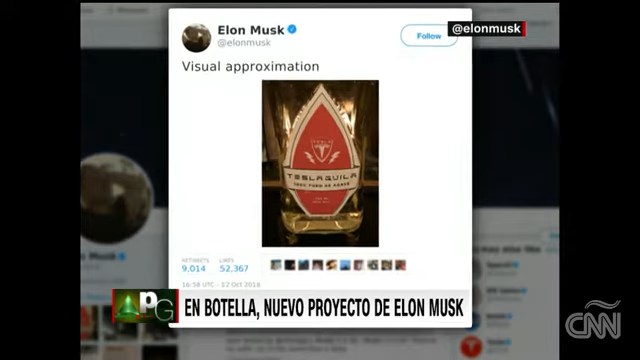 Elon Musk
@elonmusk
Follow
@elonmusk
Visual approximation
TESLA
TESLAQUILA
100% PURO DE AGAVE
RETWEETS LIKES
9,014 52,367
16:58 UTC - 12 Oct 2018
PG
EN BOTELLA, NUEVO PROYECTO DE ELON MUSK
CNN